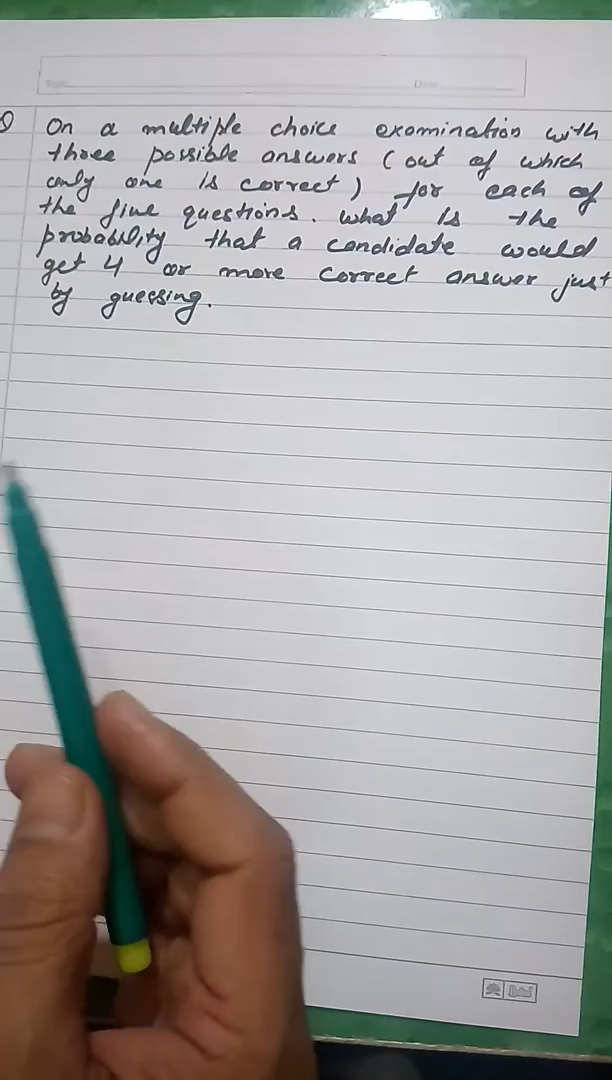 Q On a multiple choice examination with
three possible answers (out of which
only one is correct) for each of
the five questions. What is the
probability that a candidate would
get 4 or more correct answer just
by guessing.
Date